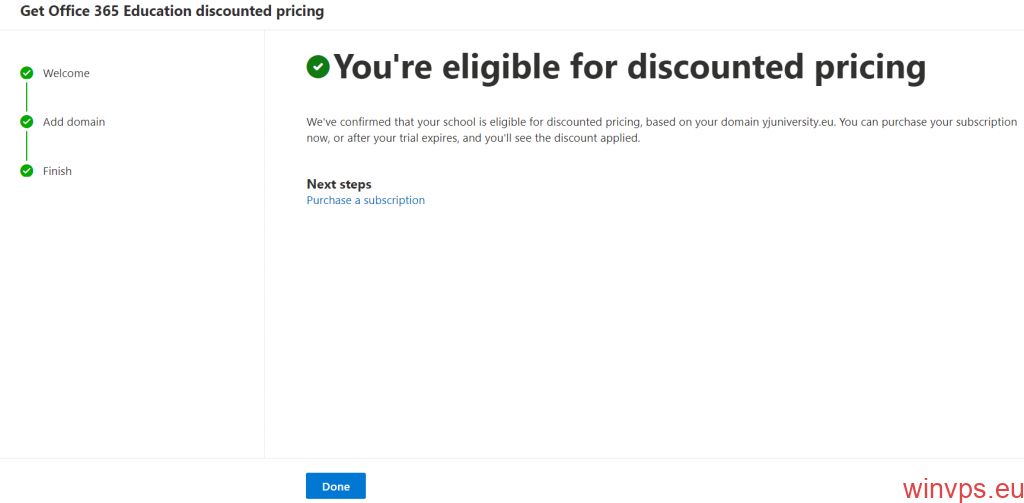 Get Office 365 Education discounted pricing
Welcome
Add domain
Finish
You're eligible for discounted pricing
We've confirmed that your school is eligible for discounted pricing, based on your domain yjuniversity.eu. You can purchase your subscription
now, or after your trial expires, and you'll see the discount applied.
Next steps
Purchase a subscription
Done
winvps.eu